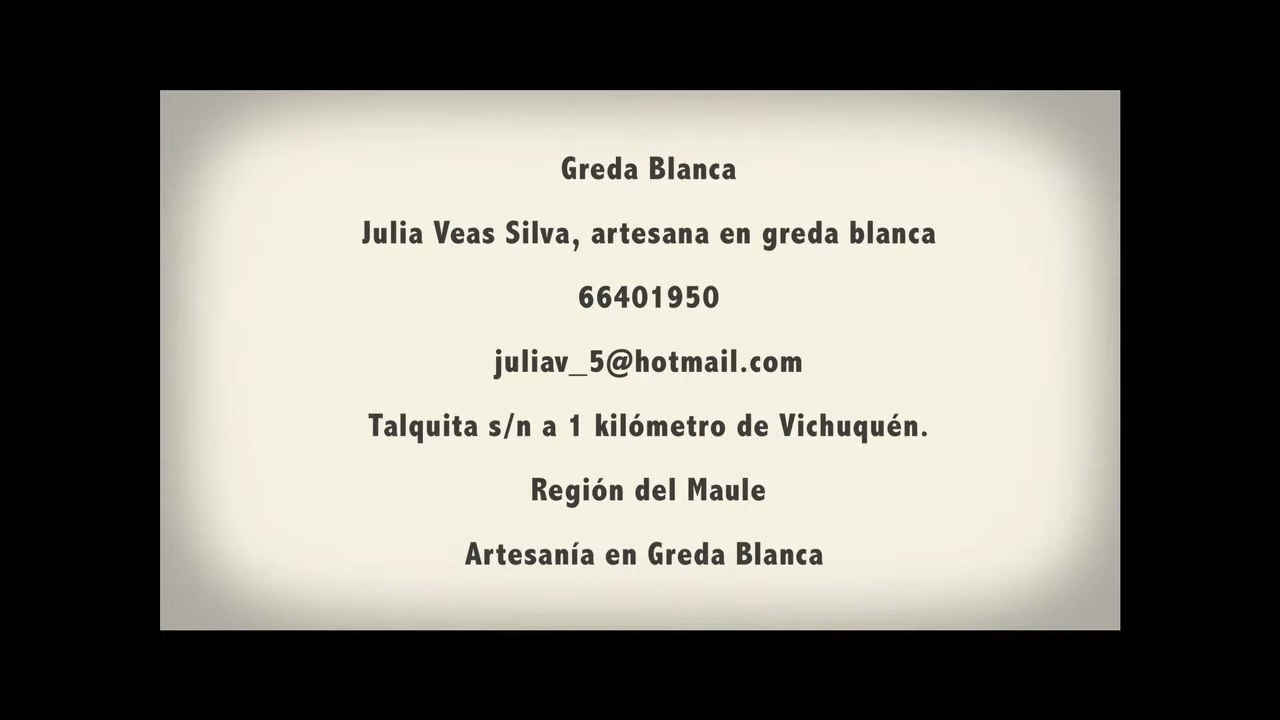 Greda Blanca
Julia Veas Silva, artesana en greda blanca
66401950
juliav_5@hotmail.com
Talquita s/n a 1 kilómetro de Vichuquén.
Región del Maule
Artesanía en Greda Blanca